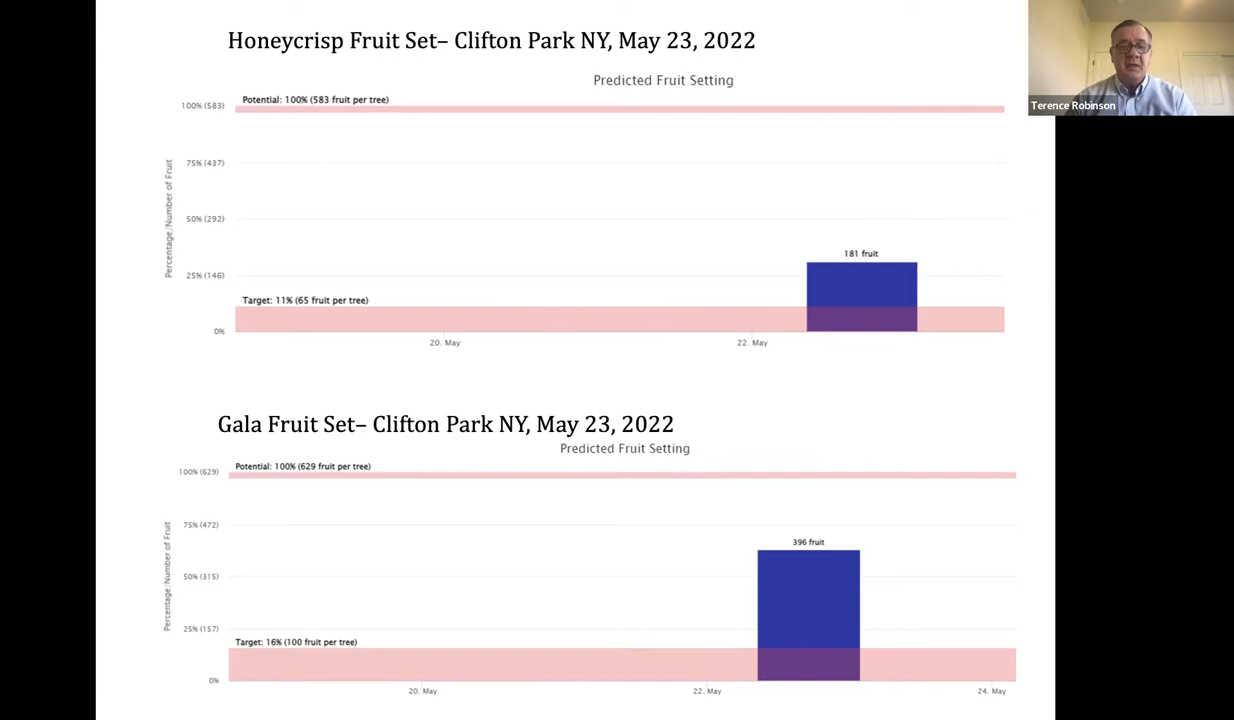 Honeycrisp Fruit Set– Clifton Park NY, May 23, 2022
Predicted Fruit Setting
Potential: 100% (583 fruit per tree)
100% (583)
75% (437)
50% (292)
25% (146)
0%
Percentage/Number of Fruit
181 fruit
Target: 11% (65 fruit per tree)
20. May
22. May
Gala Fruit Set– Clifton Park NY, May 23, 2022
Predicted Fruit Setting
Potential: 100% (629 fruit per tree)
100% (629)
75% (472)
50% (315)
25% (157)
0%
Percentage/Number of Fruit
396 fruit
Target: 16% (100 fruit per tree)
20. May
22. May
24. May
Terence Robinson